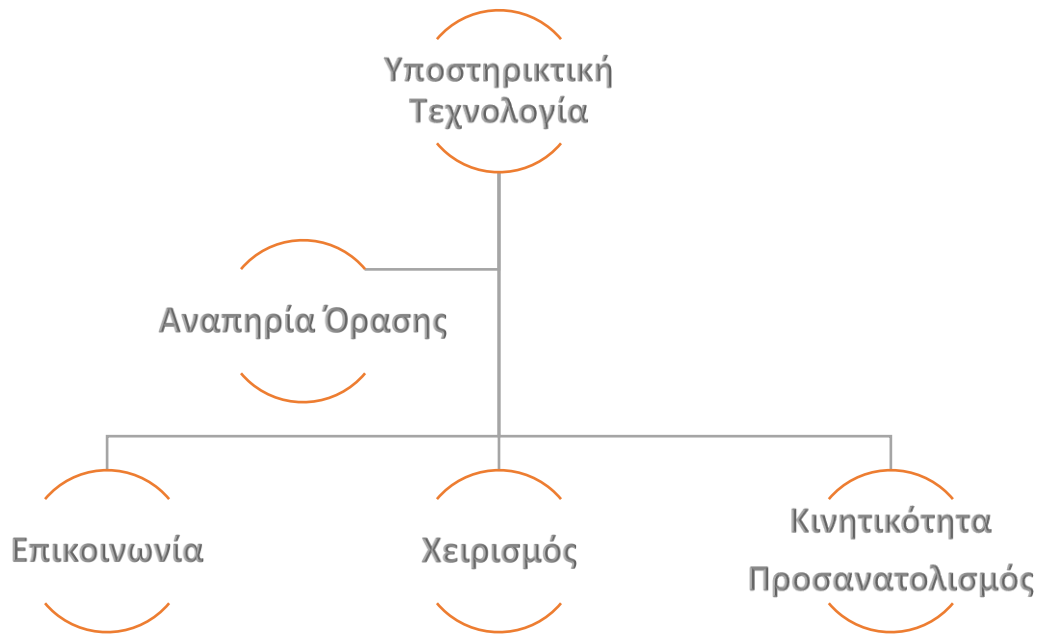 Υποστηρικτική
Τεχνολογία
Αναπηρία Όρασης
Επικοινωνία
Χειρισμός
Κινητικότητα
Προσανατολισμός